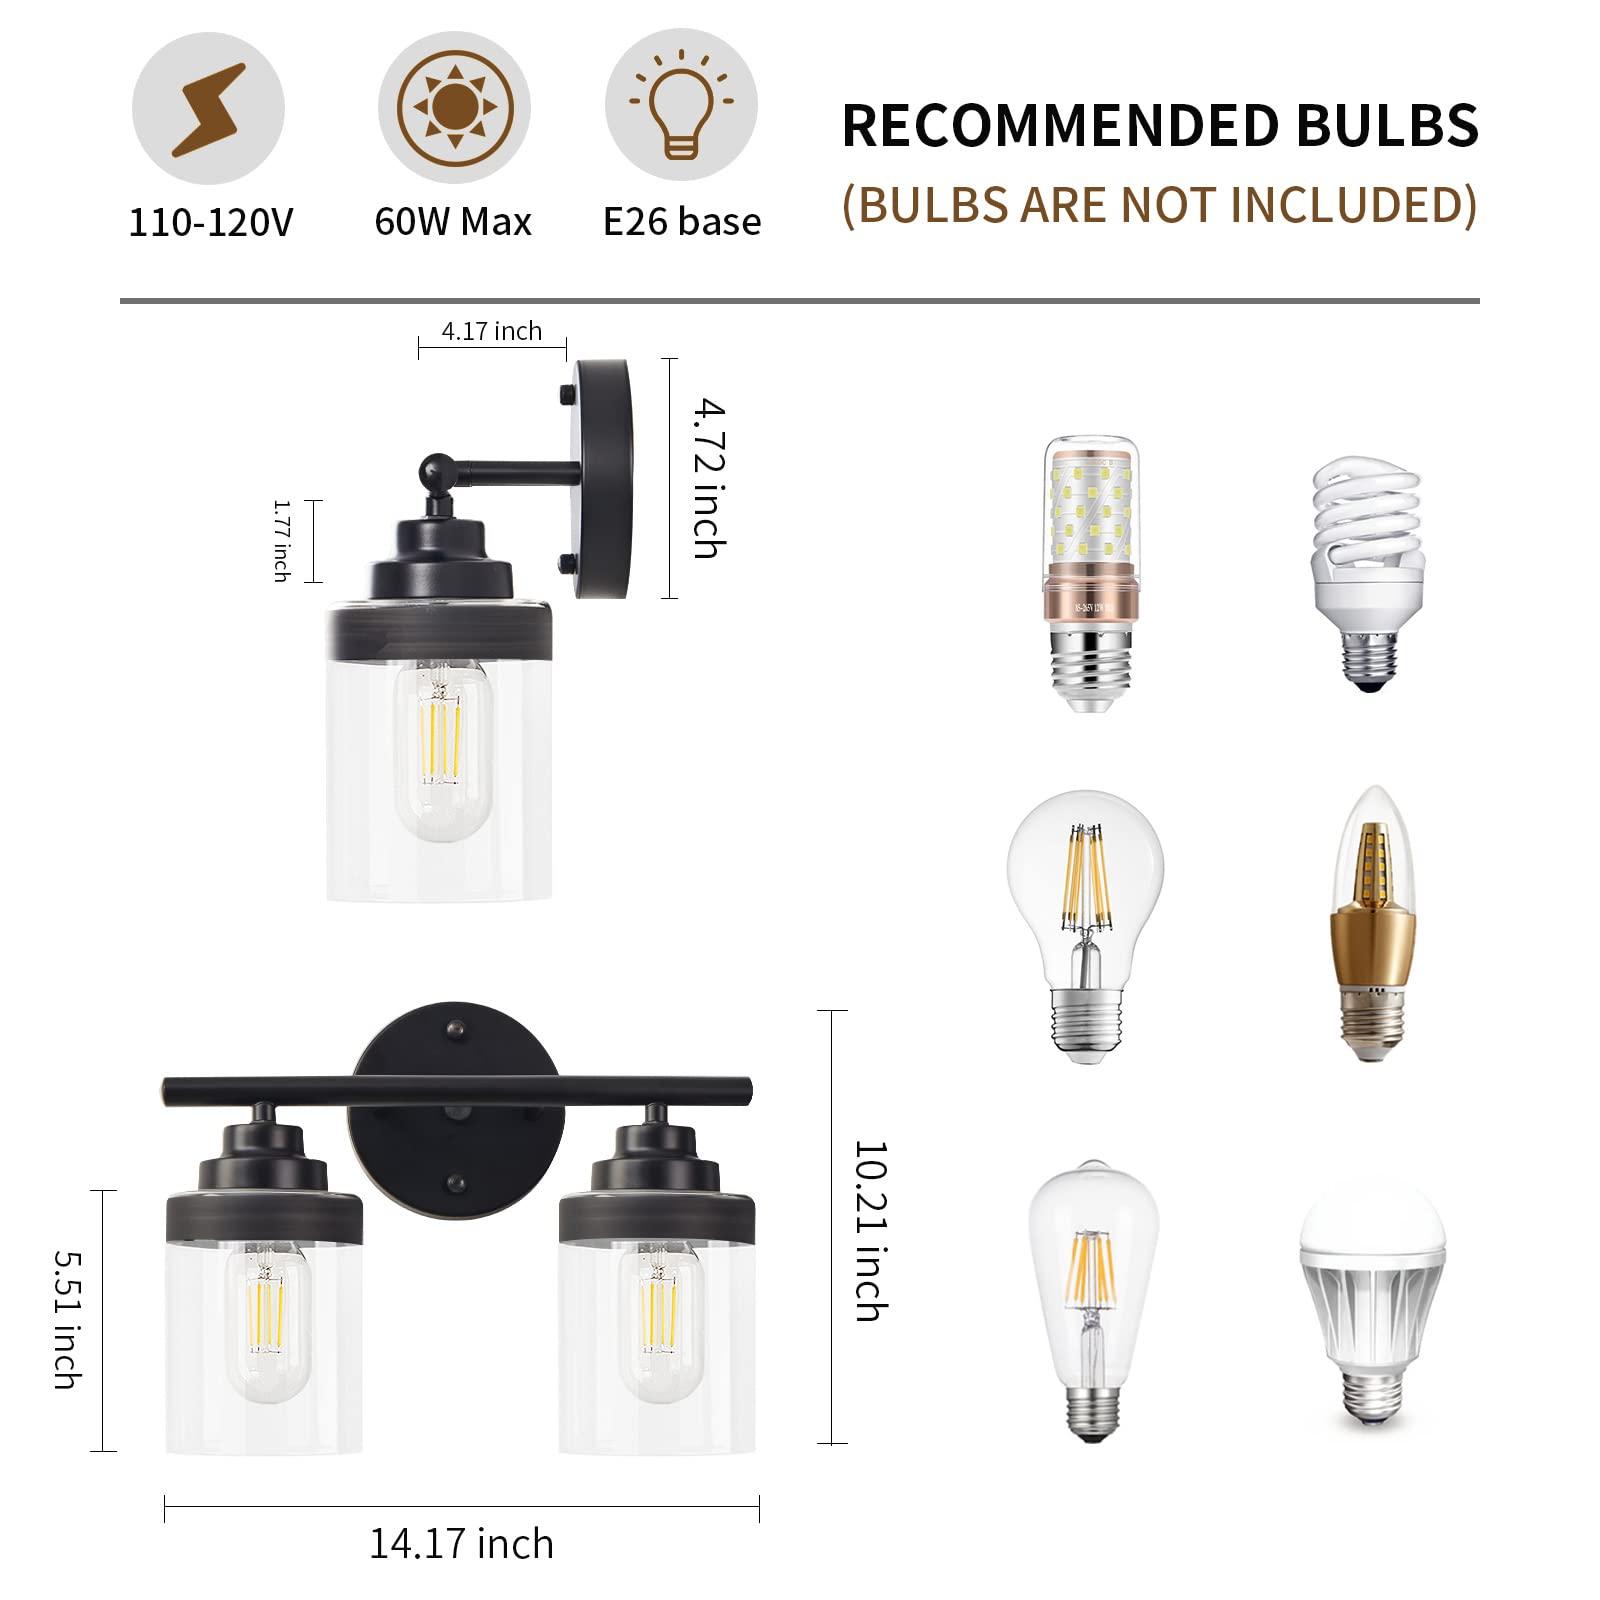 110-120V
60W Max
E26 base
RECOMMENDED BULBS
(BULBS ARE NOT INCLUDED)
4.17 inch
4.72 inch
1.77 inch
10.21 inch
5.51 inch
14.17 inch